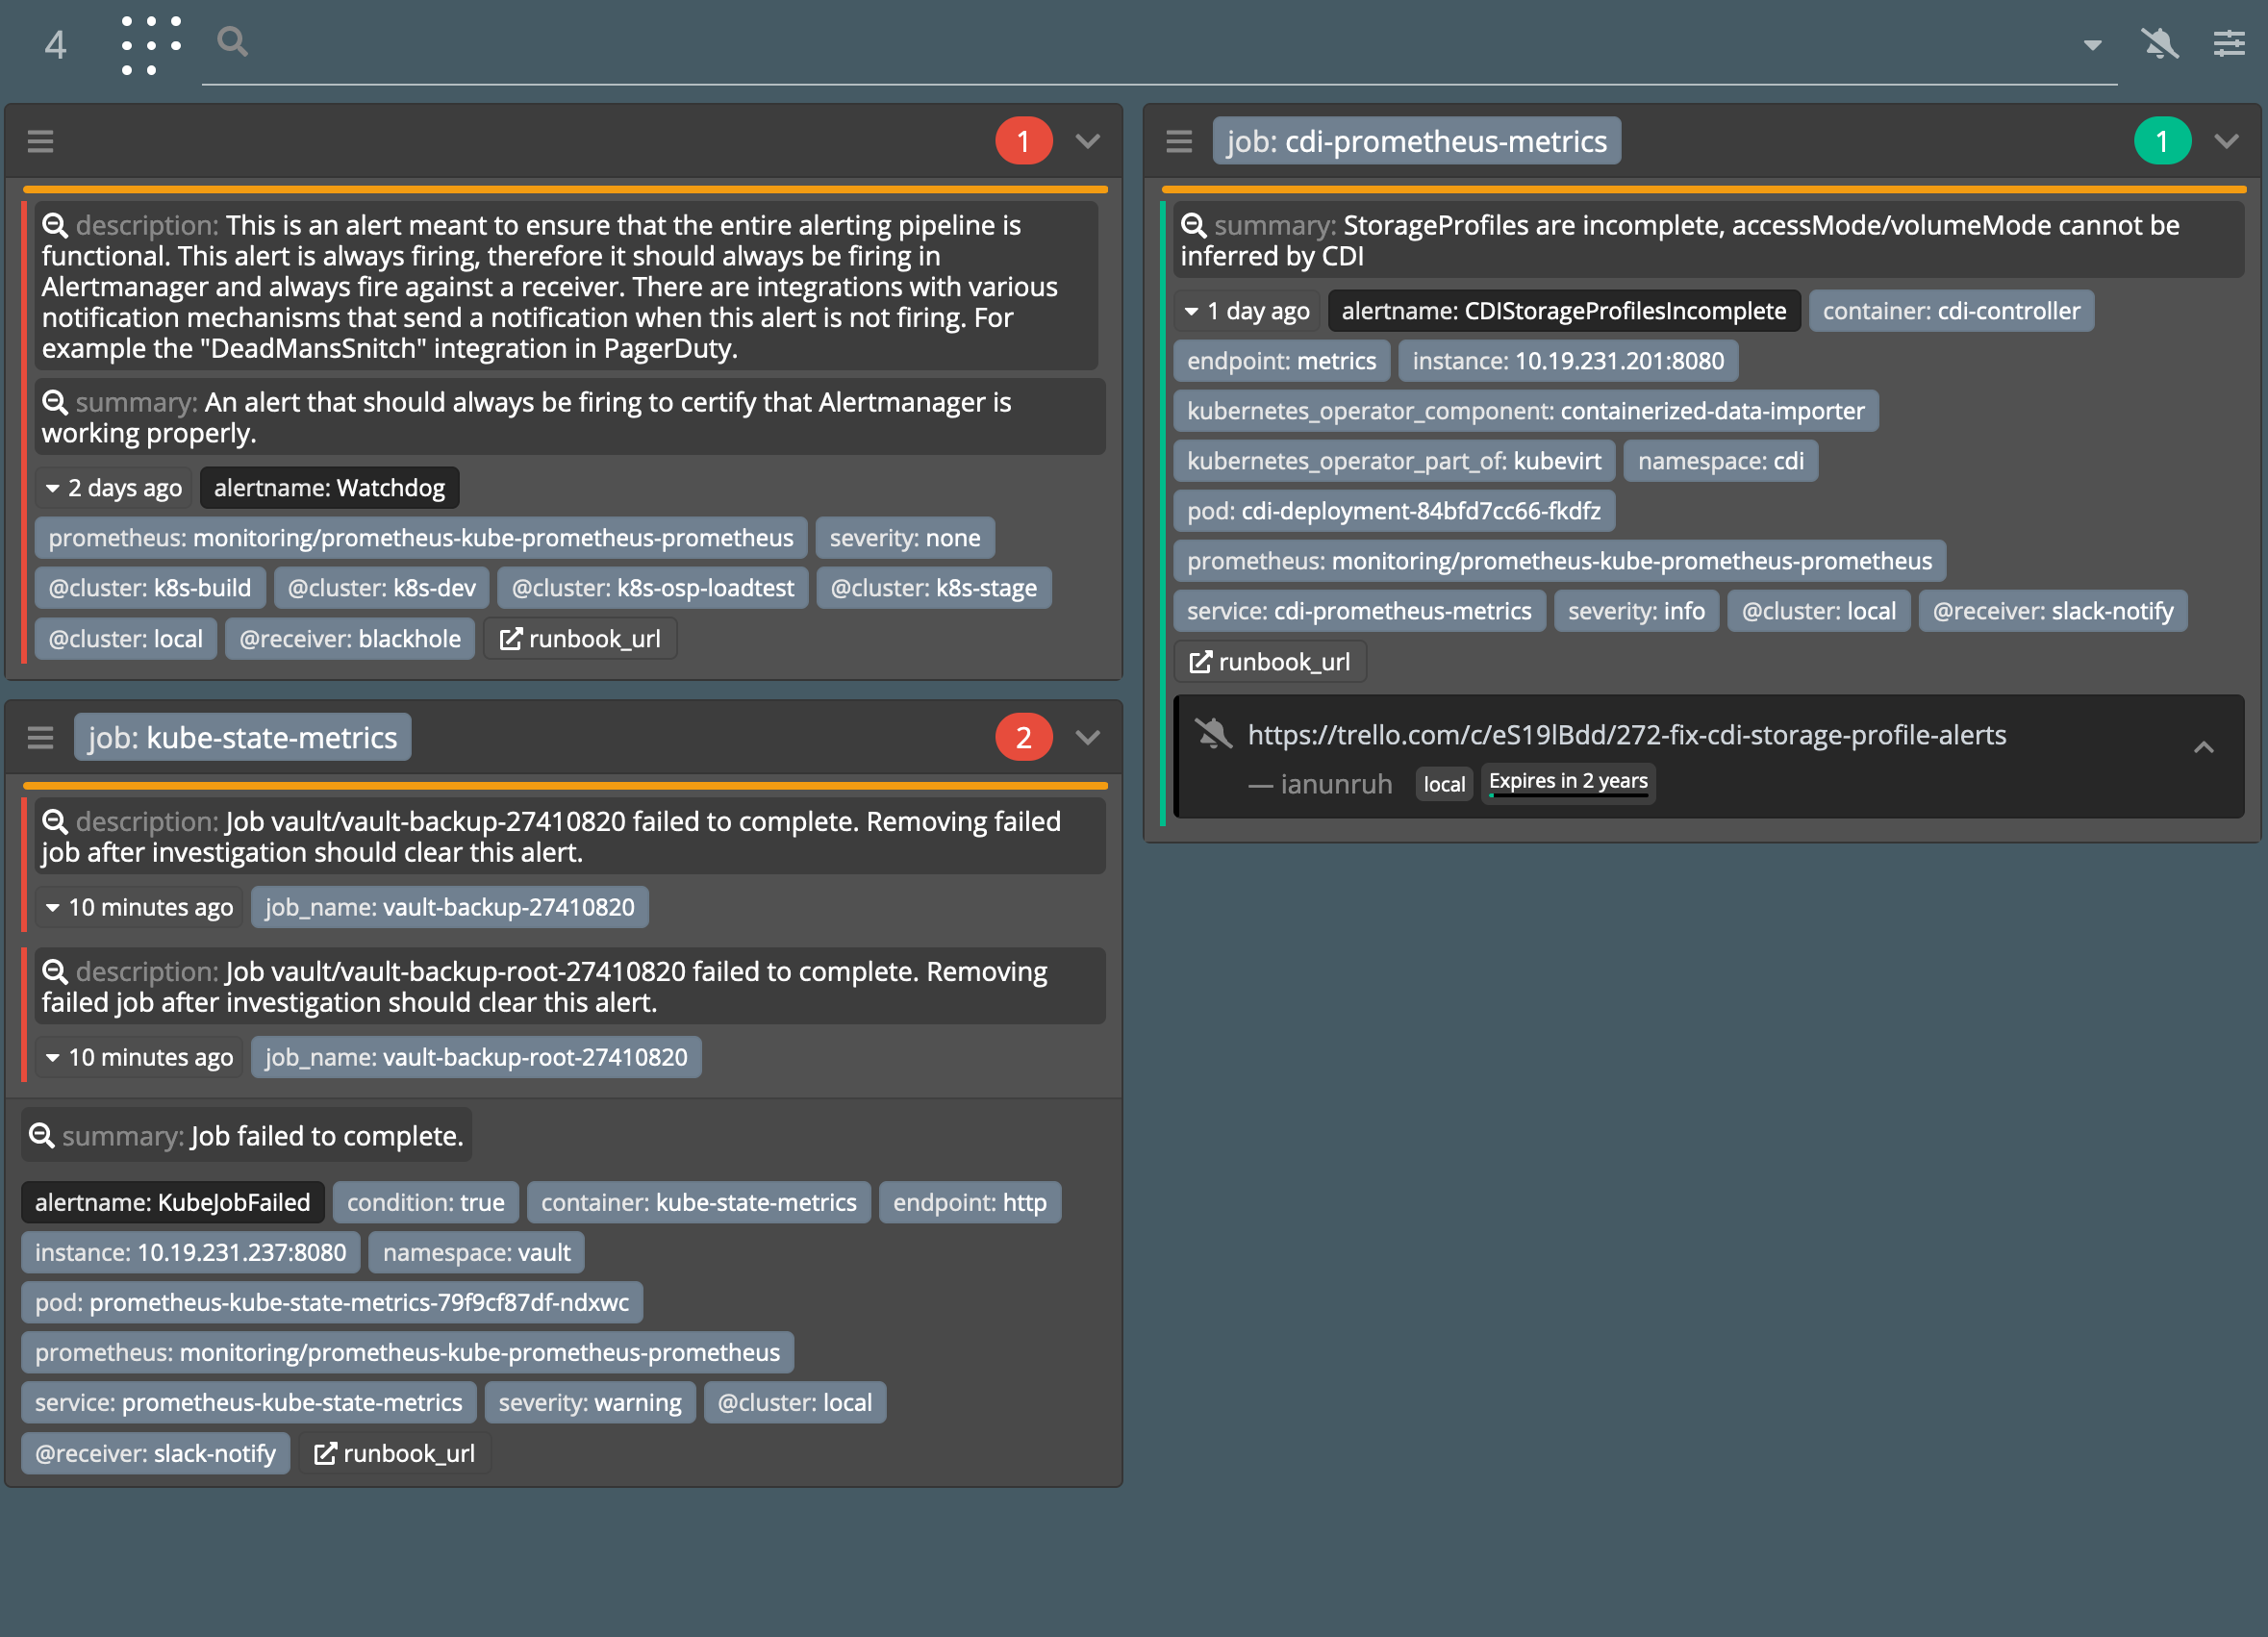 4
1
description: This is an alert meant to ensure that the entire alerting pipeline is
functional. This alert is always firing, therefore it should always be firing in
Alertmanager and always fire against a receiver. There are integrations with various
notification mechanisms that send a notification when this alert is not firing. For
example the "DeadMansSnitch" integration in PagerDuty.
summary: An alert that should always be firing to certify that Alertmanager is
working properly.
2 days ago alertname: Watchdog
prometheus: monitoring/prometheus-kube-prometheus-prometheus severity: none
@cluster: k8s-build @cluster: k8s-dev @cluster: k8s-osp-loadtest @cluster: k8s-stage
@cluster: local @receiver: blackhole runbook_url
job: kube-state-metrics 2
description: Job vault/vault-backup-27410820 failed to complete. Removing failed
job after investigation should clear this alert.
10 minutes ago job_name: vault-backup-27410820
description: Job vault/vault-backup-root-27410820 failed to complete. Removing
failed job after investigation should clear this alert.
10 minutes ago job_name: vault-backup-root-27410820
summary: Job failed to complete.
alertname: KubeJobFailed condition: true container: kube-state-metrics endpoint: http
instance: 10.19.231.237:8080 namespace: vault
pod: prometheus-kube-state-metrics-79f9cf87df-ndxwc
prometheus: monitoring/prometheus-kube-prometheus-prometheus
service: prometheus-kube-state-metrics severity: warning @cluster: local
@receiver: slack-notify runbook_url
job: cdi-prometheus-metrics 1
summary: StorageProfiles are incomplete, accessMode/volumeMode cannot be
inferred by CDI
1 day ago alertname: CDIStorageProfilesIncomplete container: cdi-controller
endpoint: metrics instance: 10.19.231.201:8080
kubernetes_operator_component: containerized-data-importer
kubernetes_operator_part_of: kubevirt namespace: cdi
pod: cdi-deployment-84bfd7cc66-fkdfz
prometheus: monitoring/prometheus-kube-prometheus-prometheus
service: cdi-prometheus-metrics severity: info @cluster: local @receiver: slack-notify
runbook_url
https://trello.com/c/eS19lBdd/272-fix-cdi-storage-profile-alerts
— ianunruh local Expires in 2 years